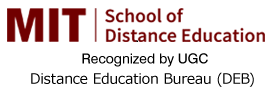 MIT School of
Distance Education
Recognized by UGC
Distance Education Bureau (DEB)